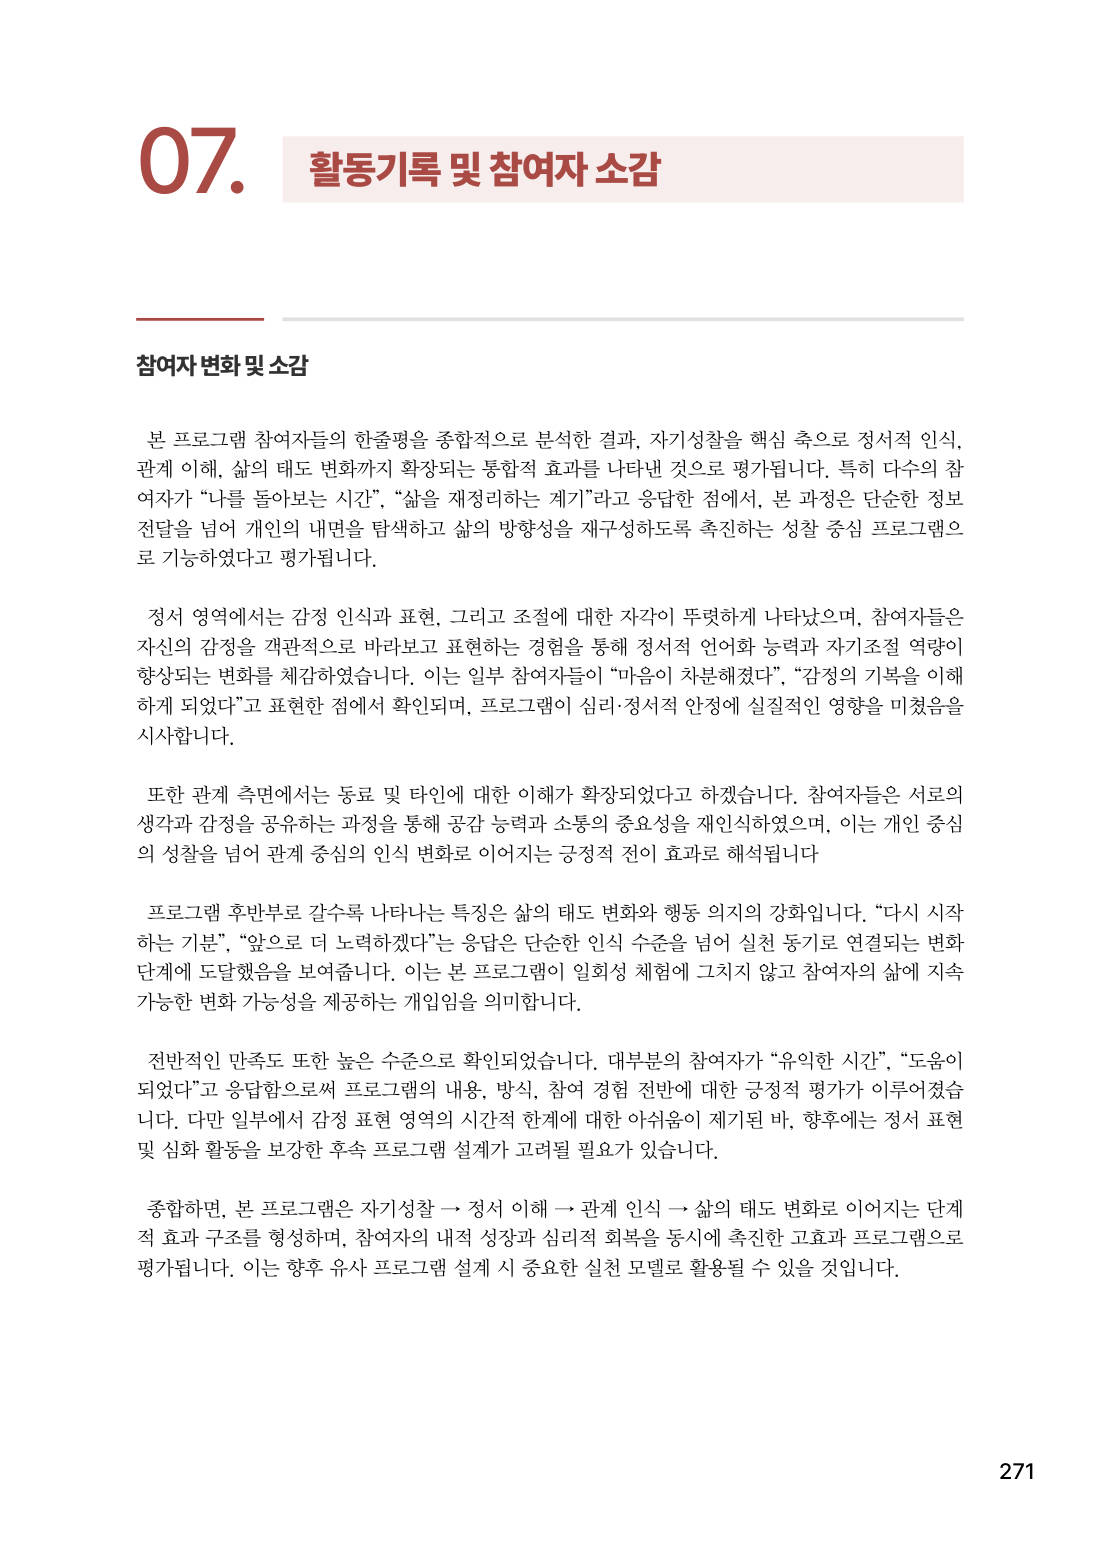 07.
활동기록 및 참여자 소감
참여자 변화 및 소감
본 프로그램 참여자들의 한줄평을 종합적으로 분석한 결과, 자기성찰을 핵심 축으로 정서적 인식,
관계 이해, 삶의 태도 변화까지 확장되는 통합적 효과를 나타낸 것으로 평가됩니다. 특히 다수의 참
여자가 “나를 돌아보는 시간”, “삶을 재정리하는 계기”라고 응답한 점에서, 본 과정은 단순한 정보
전달을 넘어 개인의 내면을 탐색하고 삶의 방향성을 재구성하도록 촉진하는 성찰 중심 프로그램으
로 기능하였다고 평가됩니다.
정서 영역에서는 감정 인식과 표현, 그리고 조절에 대한 자각이 뚜렷하게 나타났으며, 참여자들은
자신의 감정을 객관적으로 바라보고 표현하는 경험을 통해 정서적 언어화 능력과 자기조절 역량이
향상되는 변화를 체감하였습니다. 이는 일부 참여자들이 “마음이 차분해졌다”, “감정의 기복을 이해
하게 되었다”고 표현한 점에서 확인되며, 프로그램이 심리·정서적 안정에 실질적인 영향을 미쳤음을
시사합니다.
또한 관계 측면에서는 동료 및 타인에 대한 이해가 확장되었다고 하겠습니다. 참여자들은 서로의
생각과 감정을 공유하는 과정을 통해 공감 능력과 소통의 중요성을 재인식하였으며, 이는 개인 중심
의 성찰을 넘어 관계 중심의 인식 변화로 이어지는 긍정적 전이 효과로 해석됩니다
프로그램 후반부로 갈수록 나타나는 특징은 삶의 태도 변화와 행동 의지의 강화입니다. “다시 시작
하는 기분”, “앞으로 더 노력하겠다”는 응답은 단순한 인식 수준을 넘어 실천 동기로 연결되는 변화
단계에 도달했음을 보여줍니다. 이는 본 프로그램이 일회성 체험에 그치지 않고 참여자의 삶에 지속
가능한 변화 가능성을 제공하는 개입임을 의미합니다.
전반적인 만족도 또한 높은 수준으로 확인되었습니다. 대부분의 참여자가 “유익한 시간”, “도움이
되었다”고 응답함으로써 프로그램의 내용, 방식, 참여 경험 전반에 대한 긍정적 평가가 이루어졌습
니다. 다만 일부에서 감정 표현 영역의 시간적 한계에 대한 아쉬움이 제기된 바, 향후에는 정서 표현
및 심화 활동을 보강한 후속 프로그램 설계가 고려될 필요가 있습니다.
종합하면, 본 프로그램은 자기성찰 → 정서 이해 → 관계 인식 → 삶의 태도 변화로 이어지는 단계
적 효과 구조를 형성하며, 참여자의 내적 성장과 심리적 회복을 동시에 촉진한 고효과 프로그램으로
평가됩니다. 이는 향후 유사 프로그램 설계 시 중요한 실천 모델로 활용될 수 있을 것입니다.
271